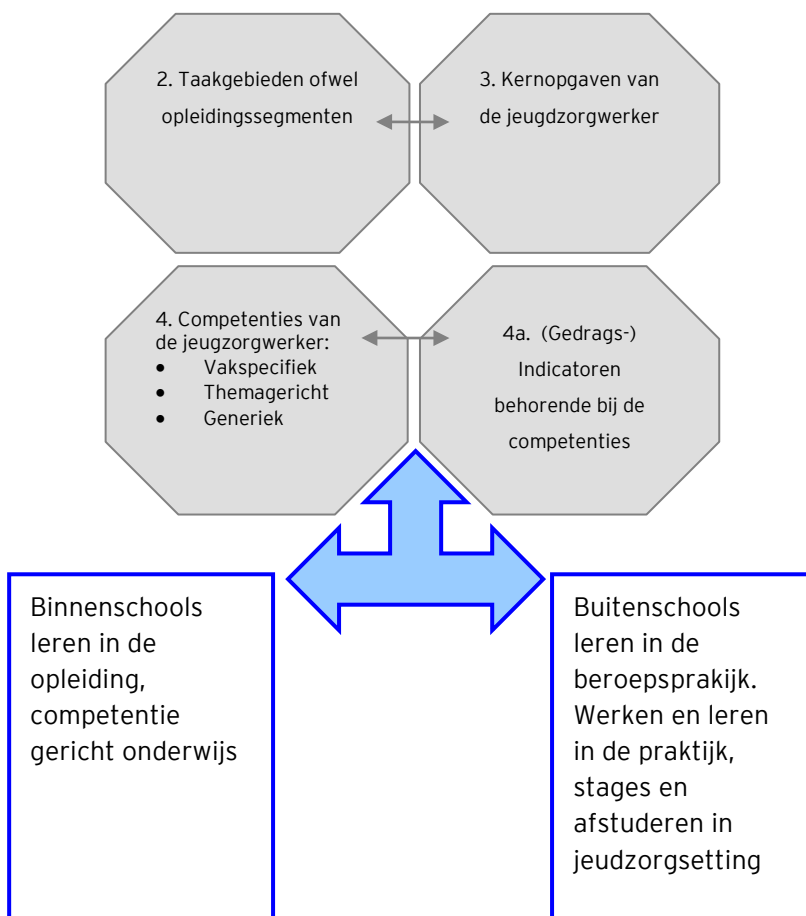 2. Taakgebieden ofwel
opleidingssegmenten
3. Kernopgaven van
de jeugdzorgwerker
4. Competenties van
de jeugzorgwerker:
• Vakspecifiek
• Themagericht
• Generiek
4a. (Gedrags-)
Indicatoren
behorende bij de
competenties
Binnenschools
leren in de
opleiding,
competentie
gericht onderwijs
Buitenschools
leren in de
beroepsprakijk.
Werken en leren
in de praktijk,
stages en
afstuderen in
jeudzorgsetting